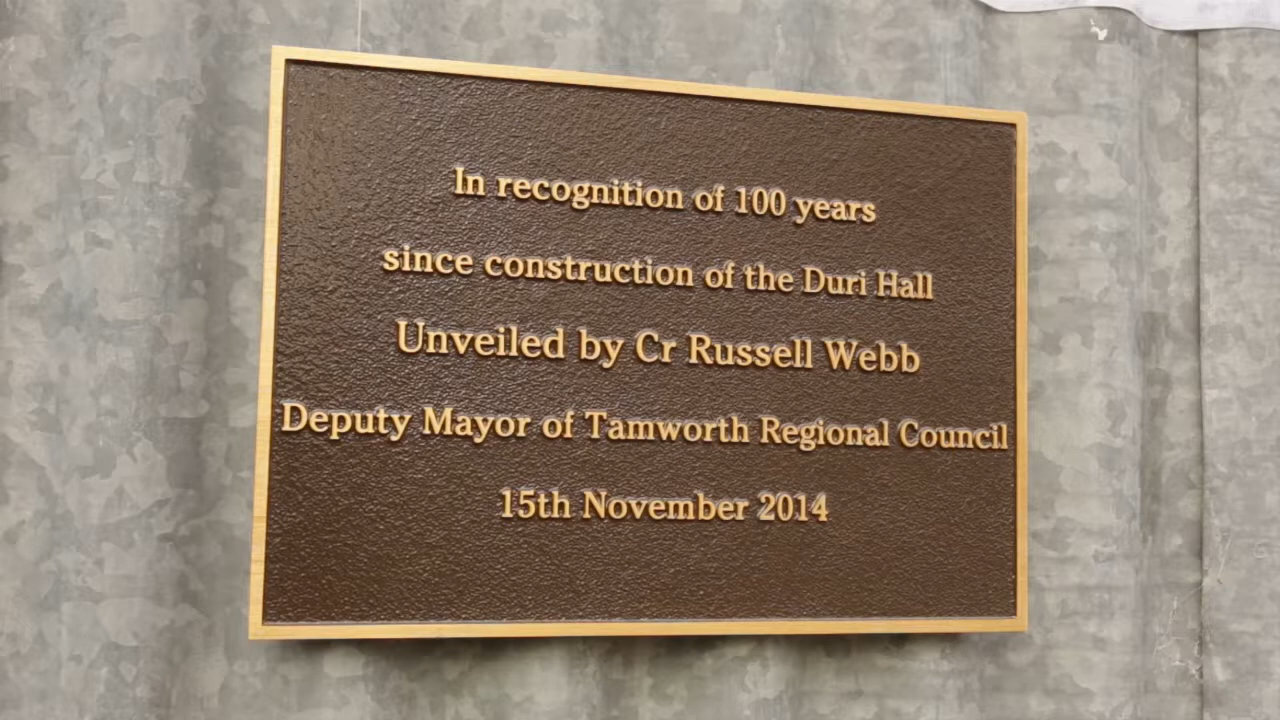 In recognition of 100 years
since construction of the Duri Hall
Unveiled by Cr Russell Webb
Deputy Mayor of Tamworth Regional Council
15th November 2014